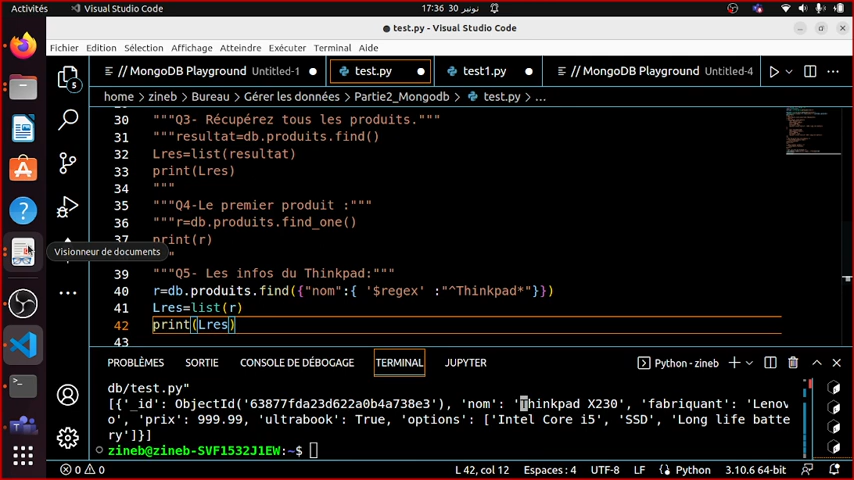 Activités
Visual Studio Code
17:36 30 نونبر
test.py - Visual Studio Code
Fichier Edition Sélection Affichage Atteindre Exécuter Terminal Aide
// MongoDB Playground Untitled-1
test.py
test1.py
// MongoDB Playground Untitled-4
home > zineb > Bureau > Gérer les données > Partie2_Mongodb > test.py > ...
30 """Q3- Récupérez tous les produits."""
31 """resultat=db.produits.find()
32 Lres=list(resultat)
33 print(Lres)
34 """
35 """Q4-Le premier produit :"""
36 """r=db.produits.find_one()
37 print(r)
"
39 """Q5- Les infos du Thinkpad:"""
40 r=db.produits.find({"nom":{ '$regex' :"^Thinkpad*"}})
41 Lres=list(r)
42 print(Lres)
43
Visionneur de documents
5
PROBLÈMES SORTIE CONSOLE DE DÉBOGAGE TERMINAL JUPYTER
Python - zineb
db/test.py"
[{'_id': ObjectId('63877fda23d622a0b4a738e3'), 'nom': 'Thinkpad X230', 'fabriquant': 'Lenov
o', 'prix': 999.99, 'ultrabook': True, 'options': ['Intel Core i5', 'SSD', 'Long life batte
ry']}]
zineb@zineb-SVF1532J1EW:~$
0 0
L 42, col 12 Espaces : 4 UTF-8 LF Python 3.10.6 64-bit